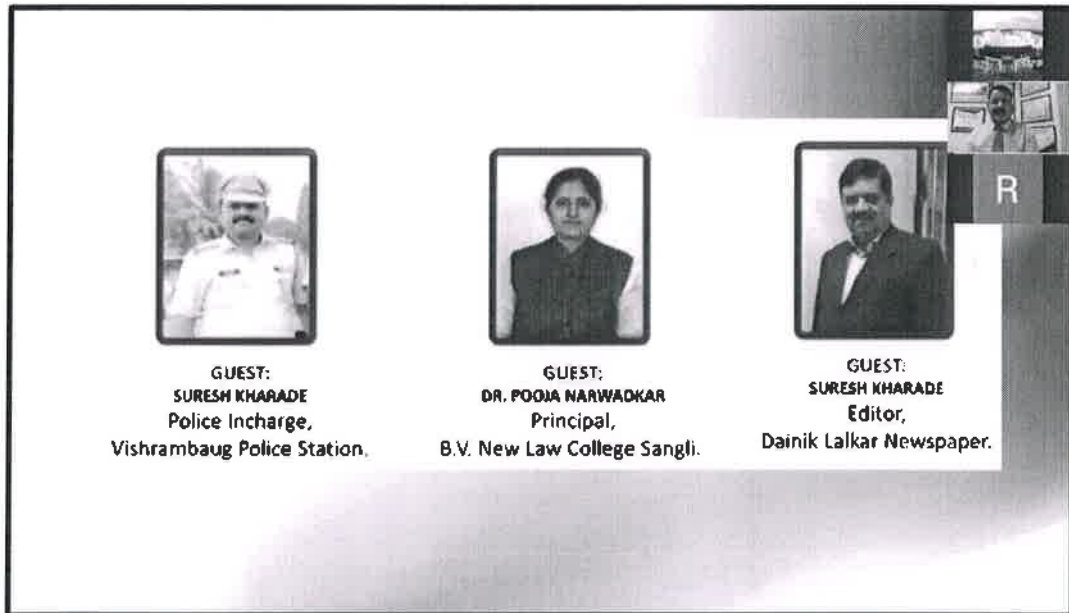 R
GUEST:
SURESH KHARADE
Police Incharge,
Vishrambaug Police Station.
GUEST:
DR. POOJA NARWADKAR
Principal,
B.V. New Law College Sangli.
GUEST:
SURESH KHARADE
Editor,
Dainik Lalkar Newspaper.